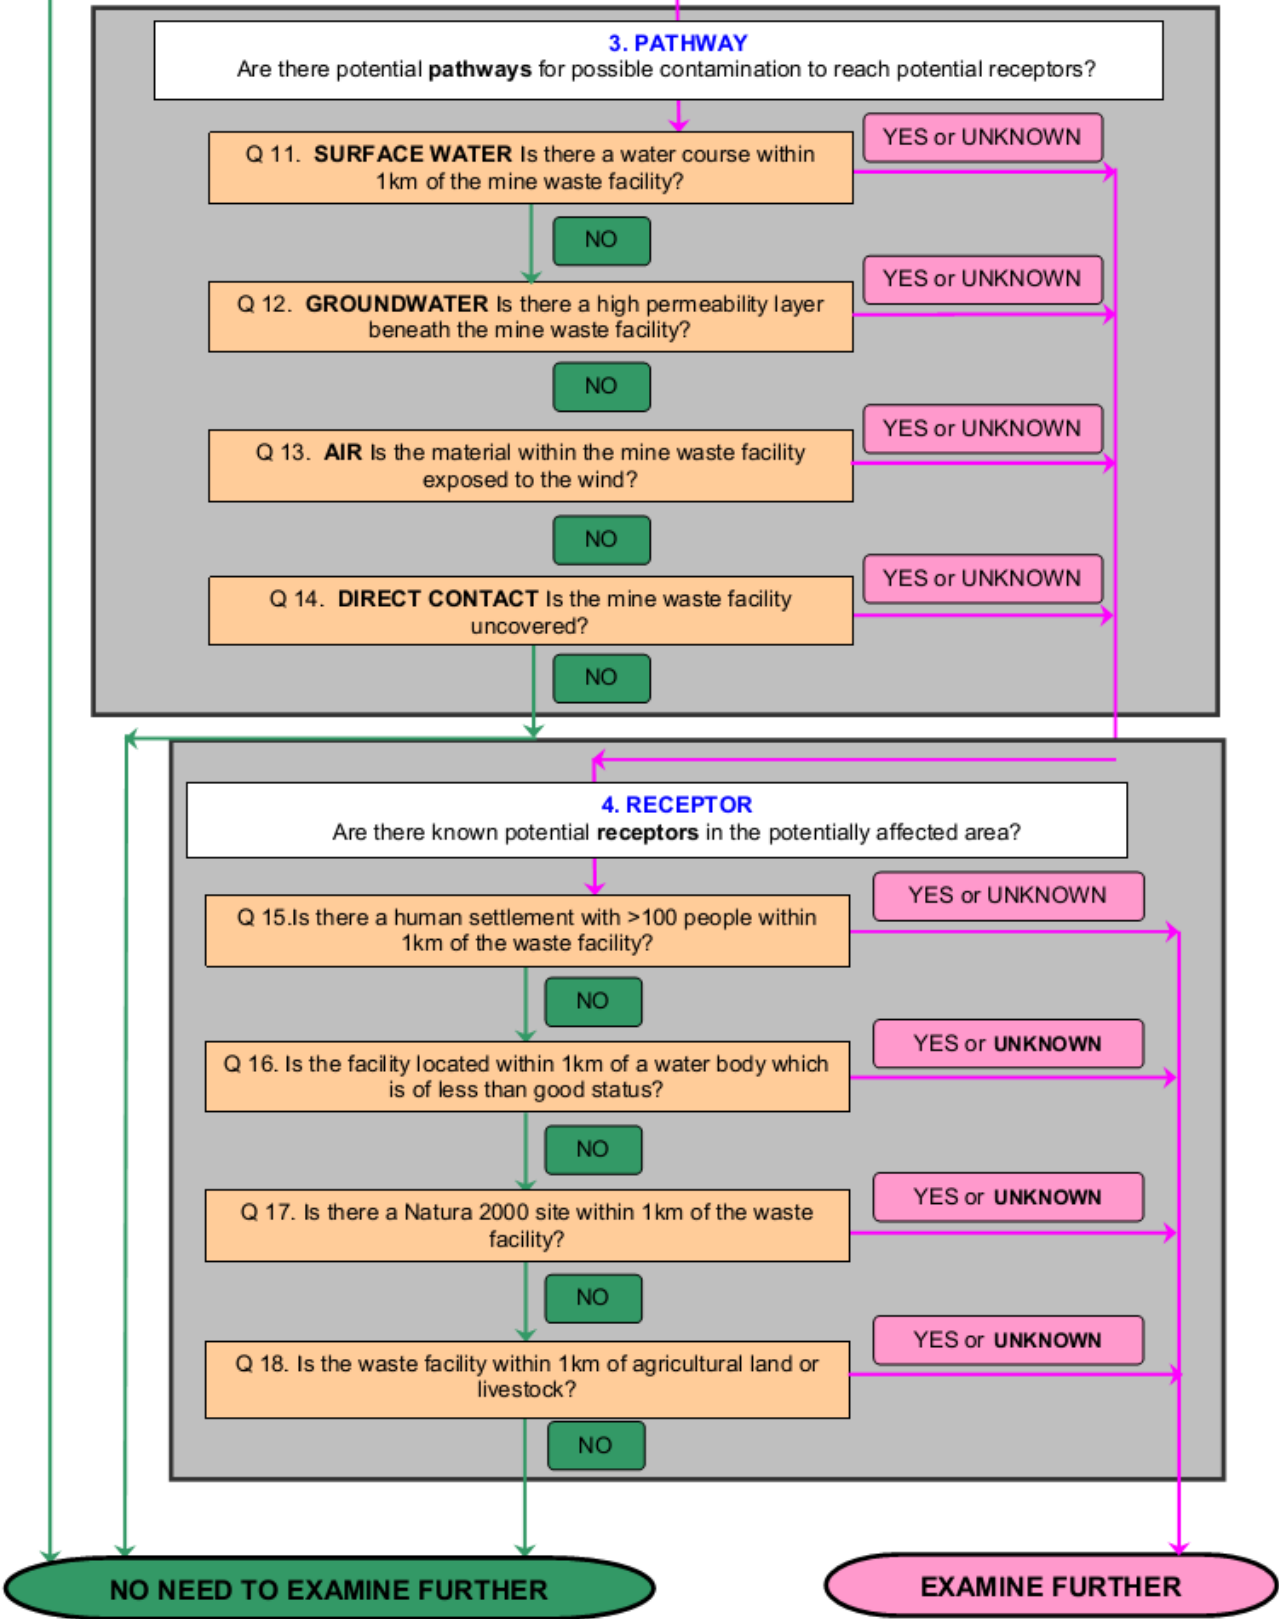 3. PATHWAY
Are there potential pathways for possible contamination to reach potential receptors?
YES or UNKNOWN
Q 11. SURFACE WATER Is there a water course within
1km of the mine waste facility?
NO
YES or UNKNOWN
Q 12. GROUNDWATER Is there a high permeability layer
beneath the mine waste facility?
NO
YES or UNKNOWN
Q 13. AIR Is the material within the mine waste facility
exposed to the wind?
NO
YES or UNKNOWN
Q 14. DIRECT CONTACT Is the mine waste facility
uncovered?
NO
4. RECEPTOR
Are there known potential receptors in the potentially affected area?
YES or UNKNOWN
Q 15.Is there a human settlement with >100 people within
1km of the waste facility?
NO
YES or UNKNOWN
Q 16. Is the facility located within 1km of a water body which
is of less than good status?
NO
YES or UNKNOWN
Q 17. Is there a Natura 2000 site within 1km of the waste
facility?
NO
YES or UNKNOWN
Q 18. Is the waste facility within 1km of agricultural land or
livestock?
NO
NO NEED TO EXAMINE FURTHER
EXAMINE FURTHER